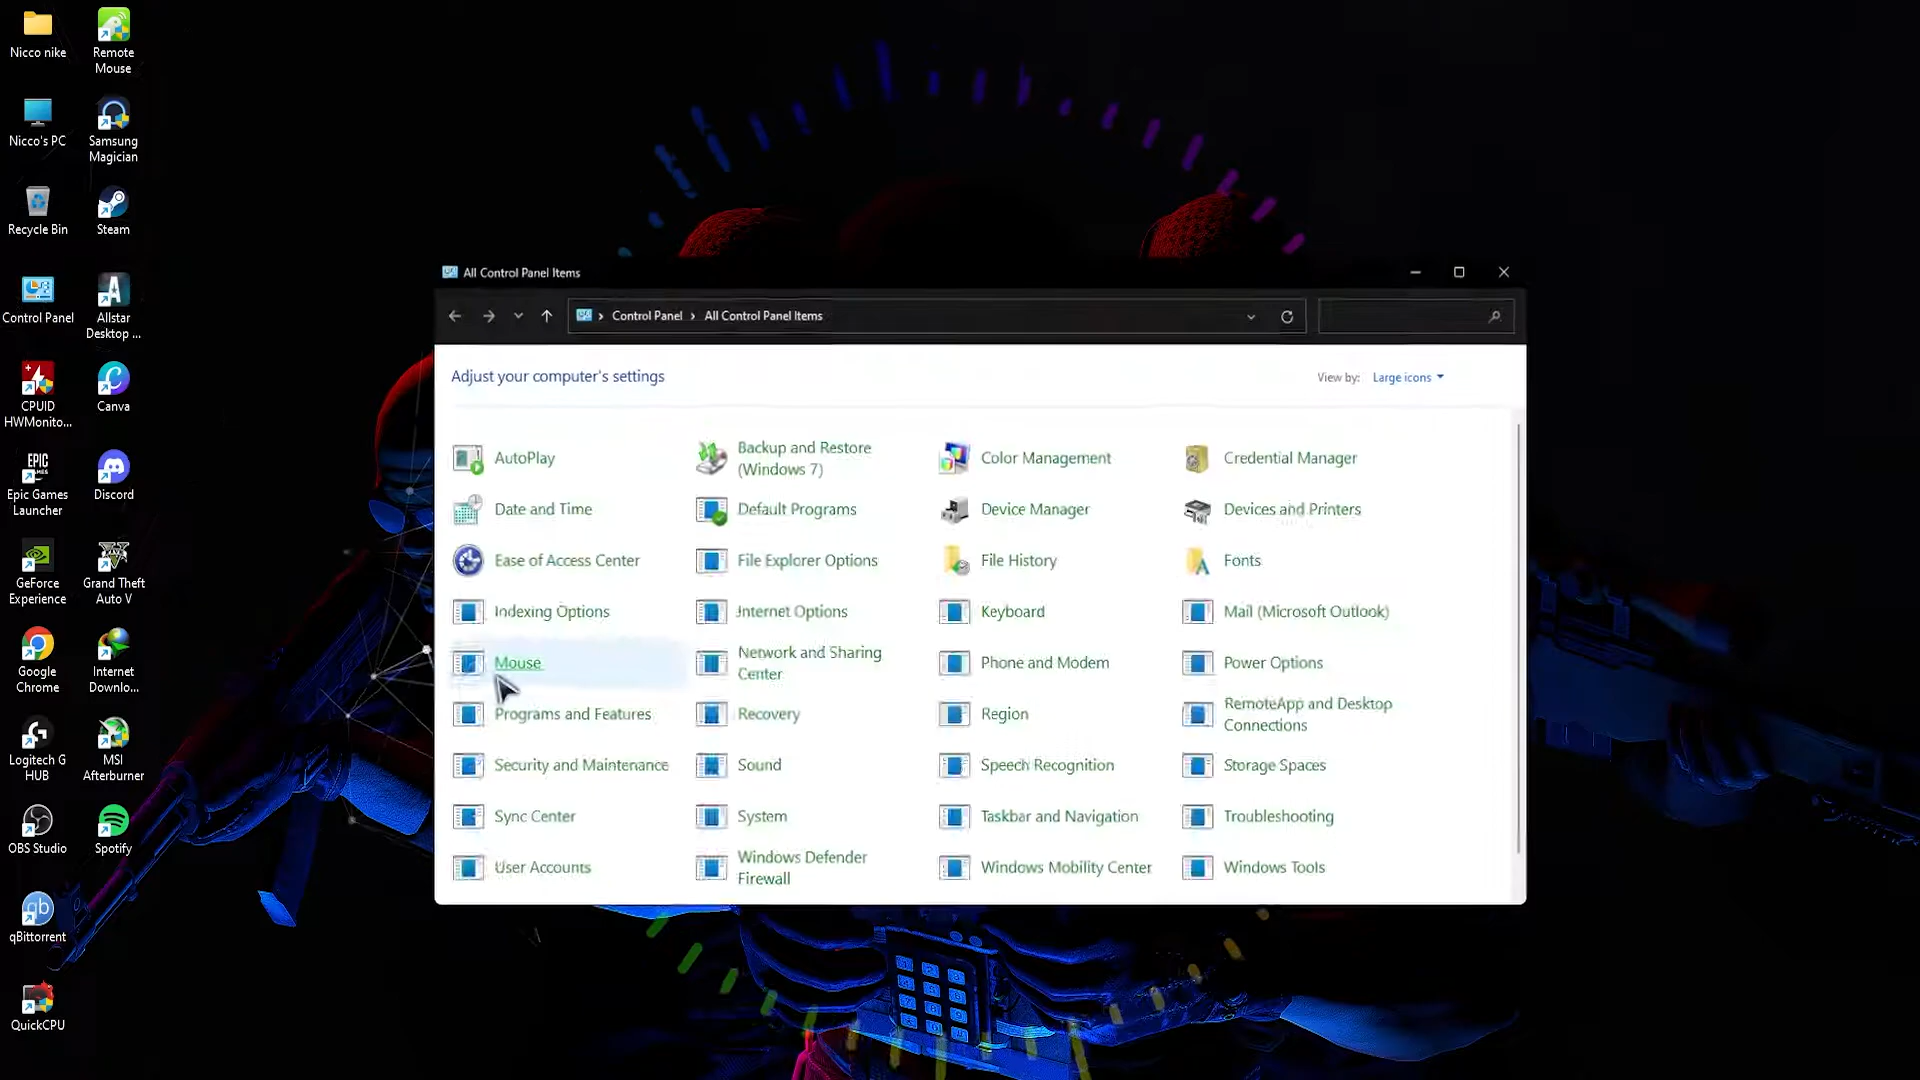 Nicco nike
Remote
Mouse
Nicco's PC
Samsung
Magician
Recycle Bin
Steam
Control Panel
Allstar
Desktop ...
CPUID
HWMonito...
Canva
Epic Games
Launcher
Discord
GeForce
Experience
Grand Theft
Auto V
Google
Chrome
Internet
Downlo...
Logitech G
HUB
MSI
Afterburner
OBS Studio
Spotify
qBittorrent
QuickCPU
All Control Panel Items
Control Panel > All Control Panel Items
Adjust your computer's settings
View by: Large icons
AutoPlay
Backup and Restore
(Windows 7)
Color Management
Credential Manager
Date and Time
Default Programs
Device Manager
Devices and Printers
Ease of Access Center
File Explorer Options
File History
Fonts
Indexing Options
Internet Options
Keyboard
Mail (Microsoft Outlook)
Mouse
Network and Sharing
Center
Phone and Modem
Power Options
Programs and Features
Recovery
Region
RemoteApp and Desktop
Connections
Security and Maintenance
Sound
Speech Recognition
Storage Spaces
Sync Center
System
Taskbar and Navigation
Troubleshooting
User Accounts
Windows Defender
Firewall
Windows Mobility Center
Windows Tools